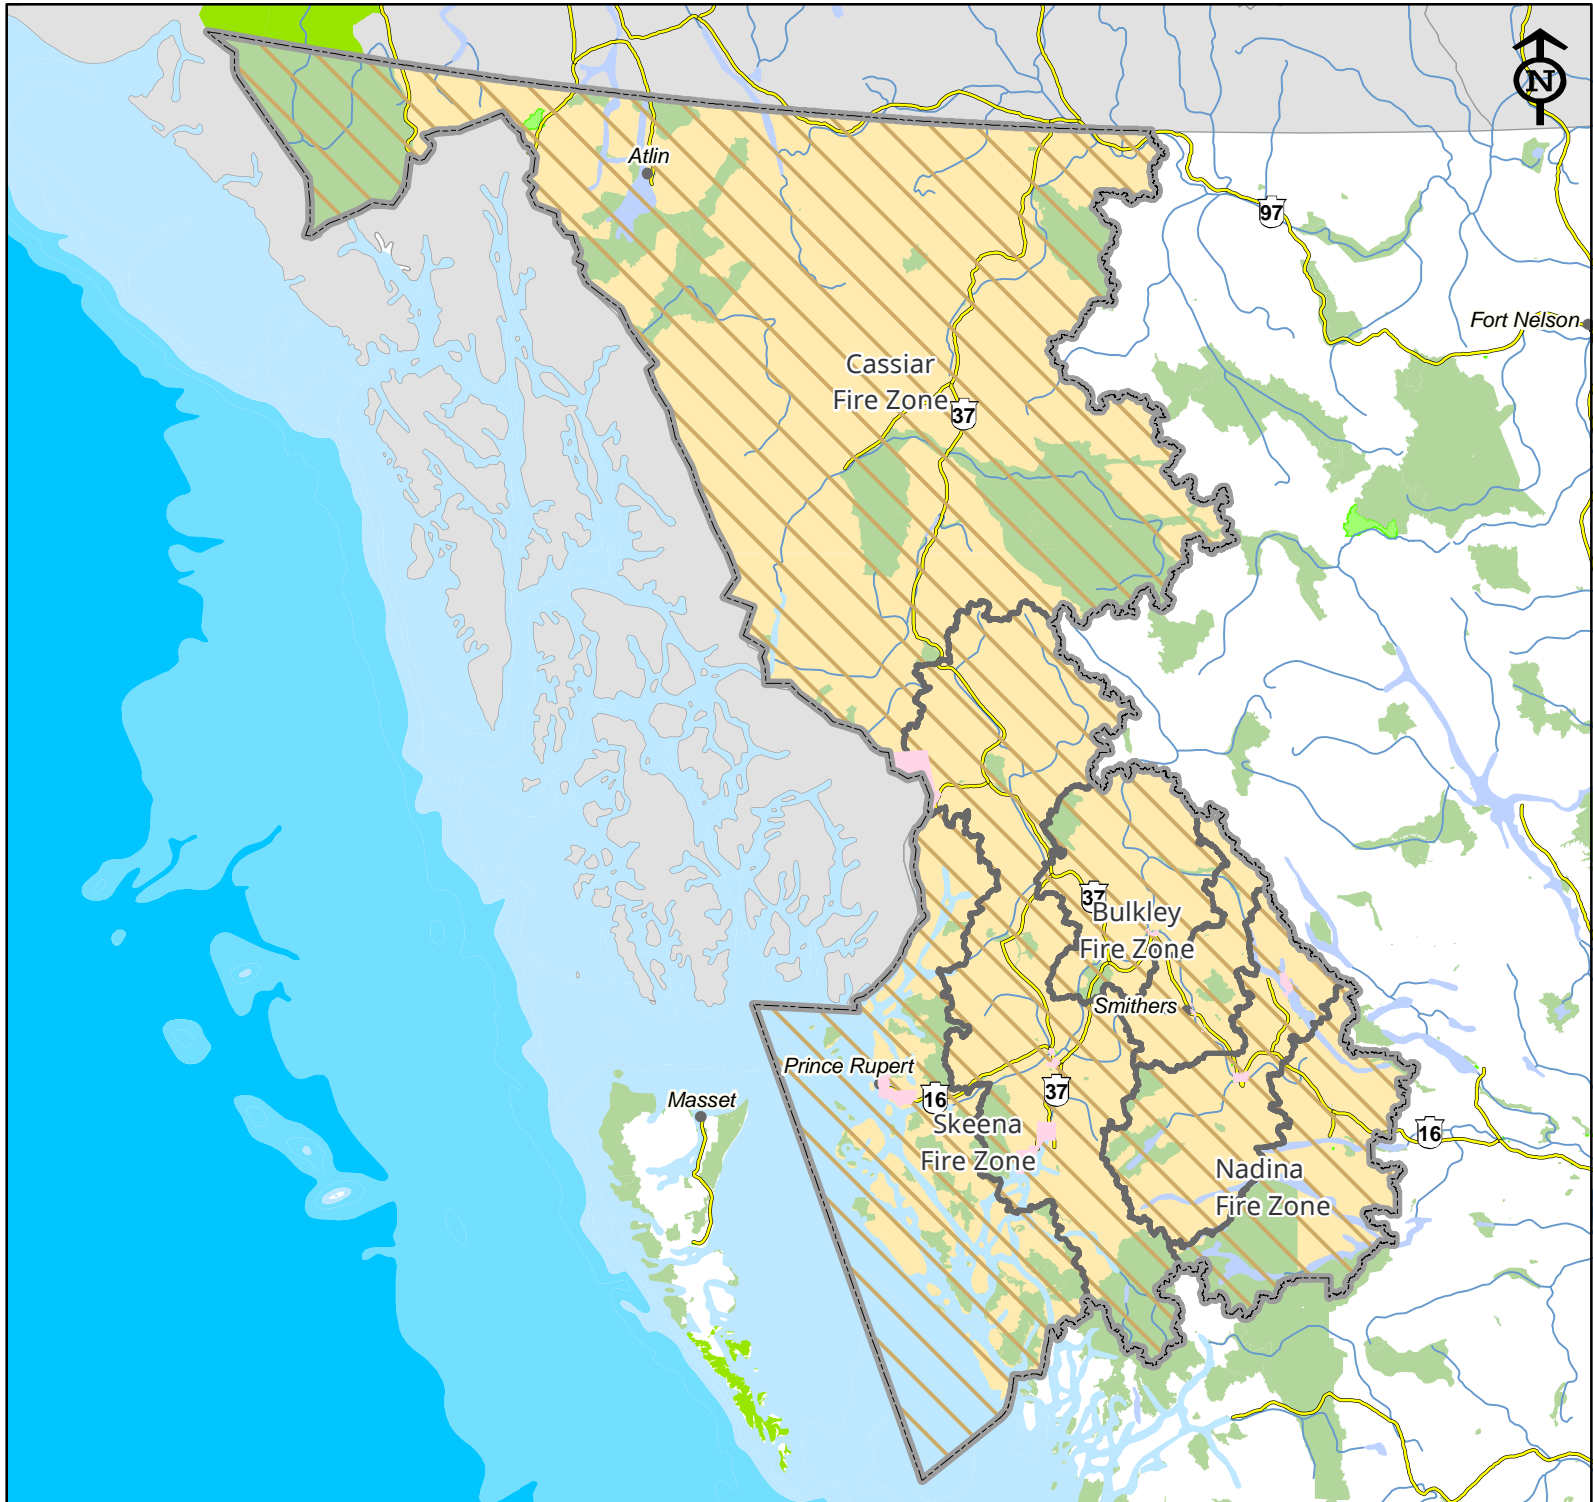 N
Atlin
97
Fort Nelson
Cassiar
Fire Zone
37
37
Bulkley
Fire Zone
Smithers
Prince Rupert
Masset
16
37
Skeena
Fire Zone
16
Nadina
Fire Zone